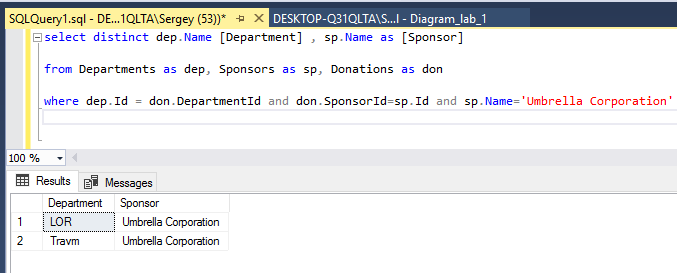 SQLQuery1.sql - DE...1QLTA\Sergey (53))* DESKTOP-Q31QLTA\S...I - Diagram_lab_1
select distinct dep.Name [Department] , sp.Name as [Sponsor]
from Departments as dep, Sponsors as sp, Donations as don
where dep.Id = don.DepartmentId and don.SponsorId=sp.Id and sp.Name='Umbrella Corporation'
100 %
Results Messages
Department Sponsor
1 LOR Umbrella Corporation
2 Travm Umbrella Corporation